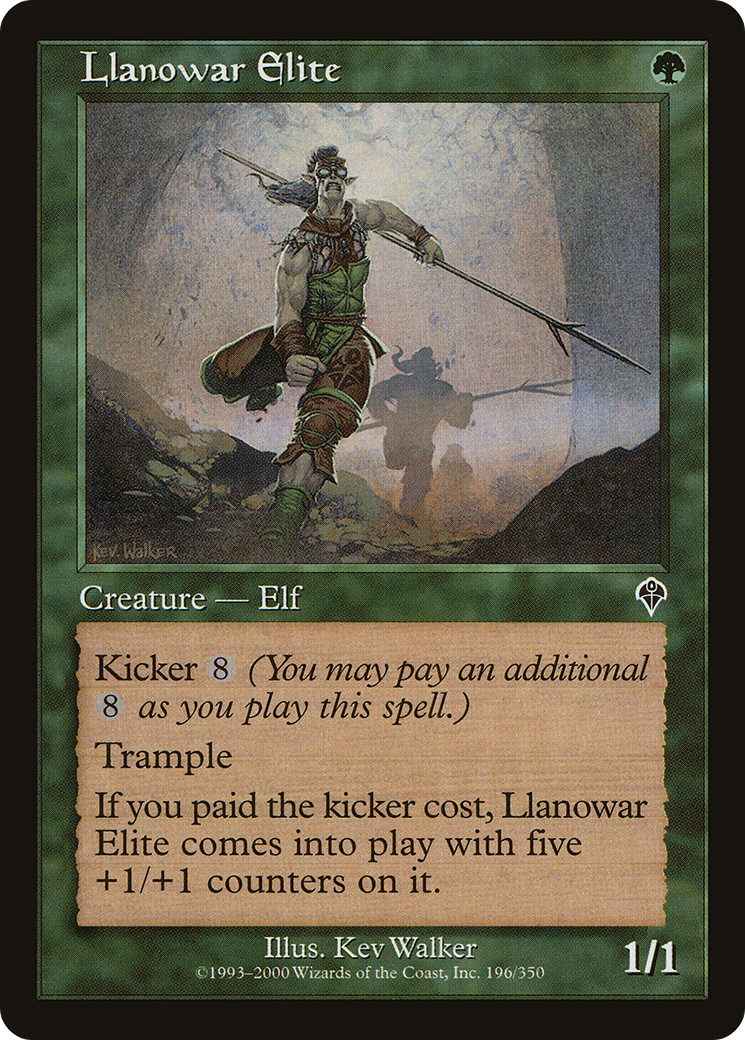 Llanowar Elite
Kev. Walker
Creature — Elf
Kicker 8 (You may pay an additional
8 as you play this spell.)
Trample
If you paid the kicker cost, Llanowar
Elite comes into play with five
+1/+1 counters on it.
Illus. Kev Walker
©1993–2000 Wizards of the Coast, Inc. 196/350
1/1